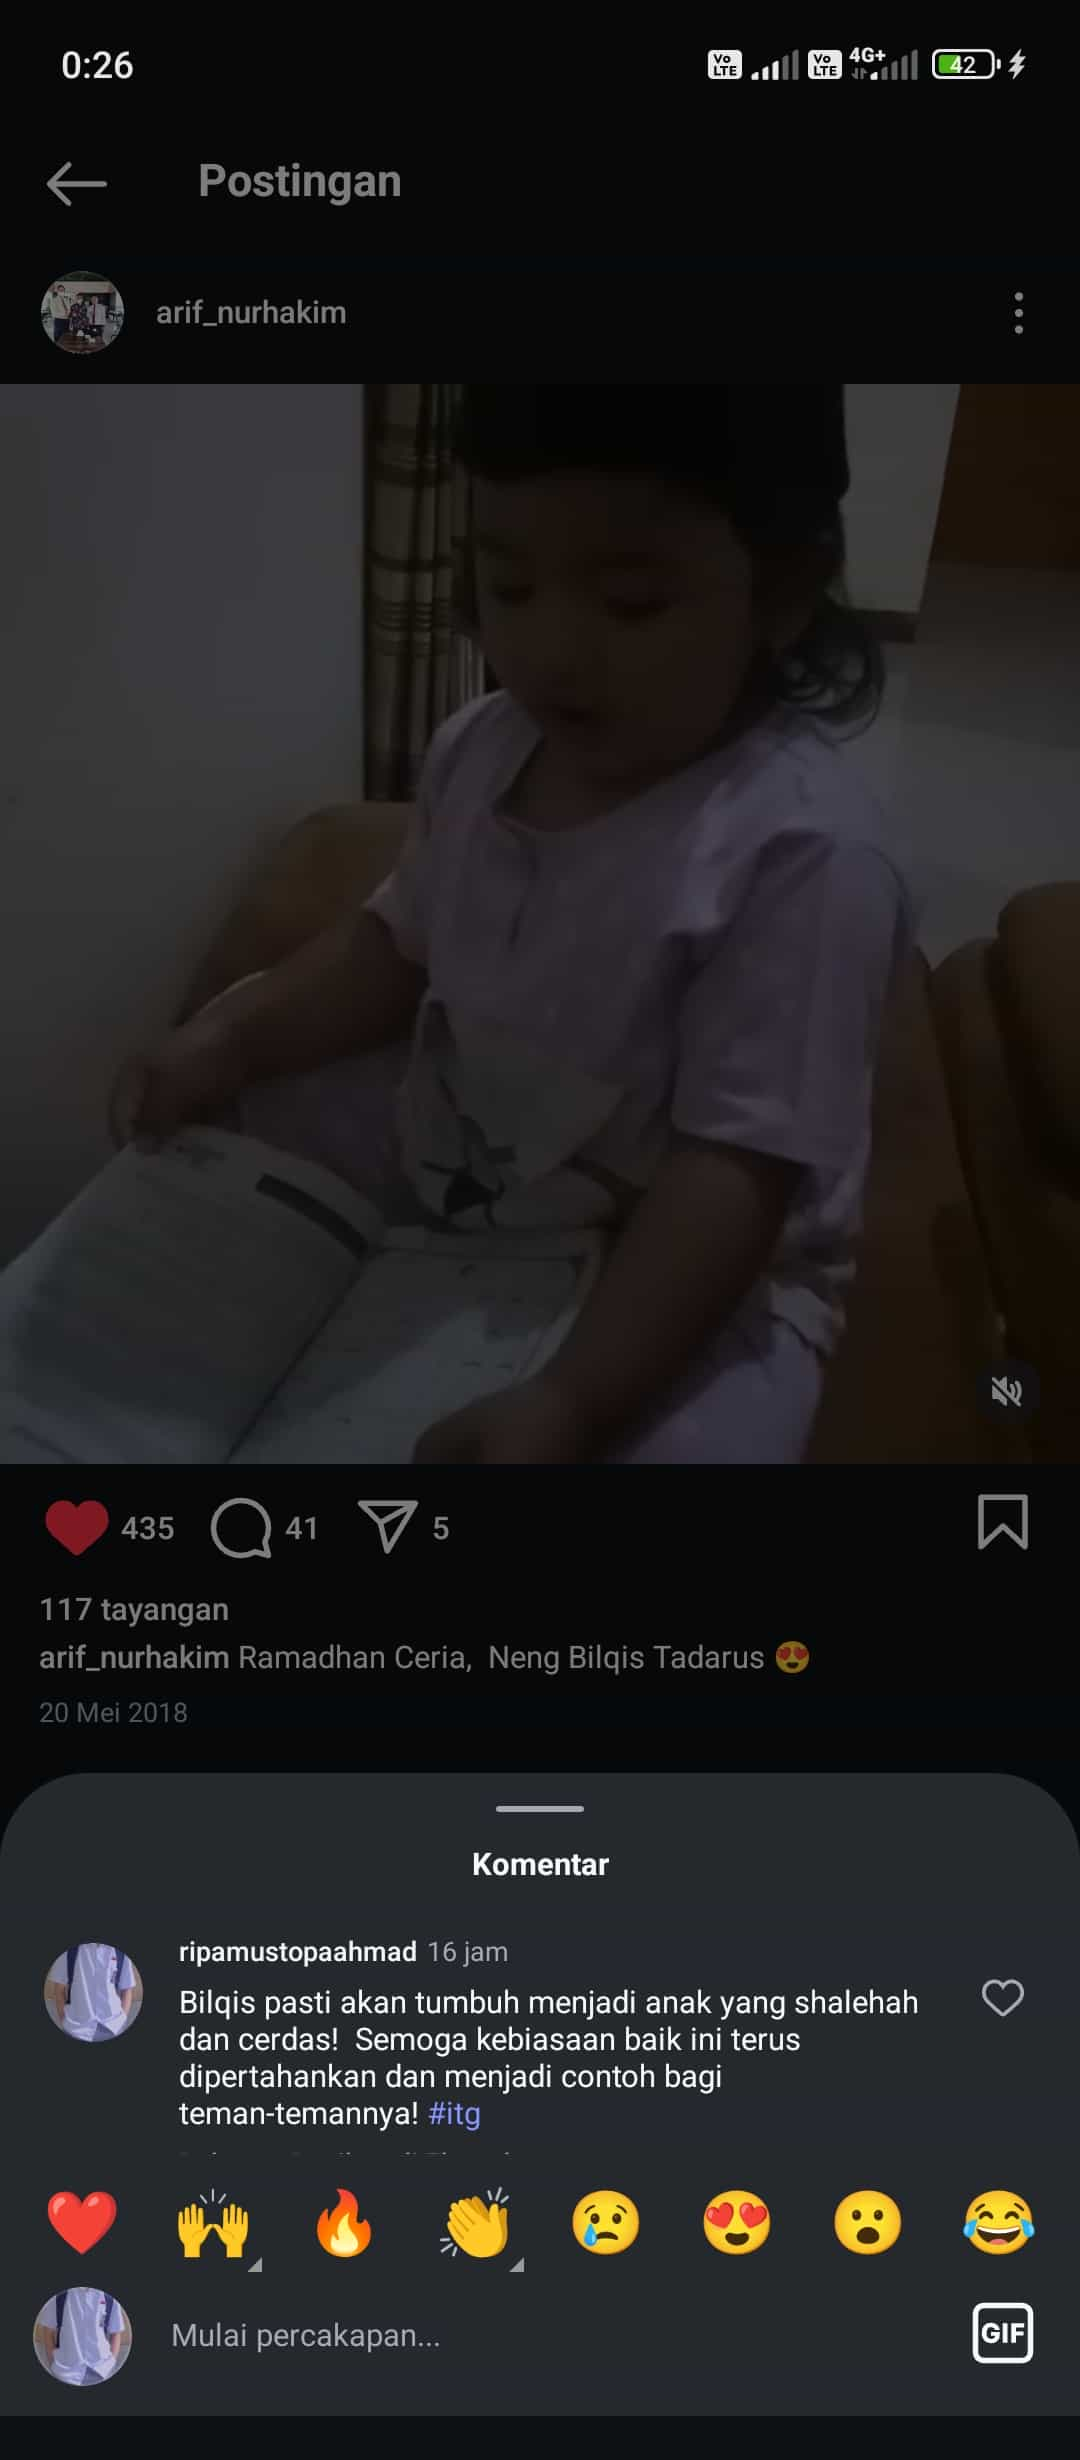 0:26
Vo LTE Vo LTE 4G+ 42
Postingan
arif_nurhakim
435 41 5
117 tayangan
arif_nurhakim Ramadhan Ceria,  Neng Bilqis Tadarus 😍
20 Mei 2018
Komentar
ripamustopaahmad 16 jam
Bilqis pasti akan tumbuh menjadi anak yang shalehah
dan cerdas!  Semoga kebiasaan baik ini terus
dipertahankan dan menjadi contoh bagi
teman-temannya! #itg
❤️ 🙌 🔥 👏 😢 😍 😮 😂
Mulai percakapan...
GIF